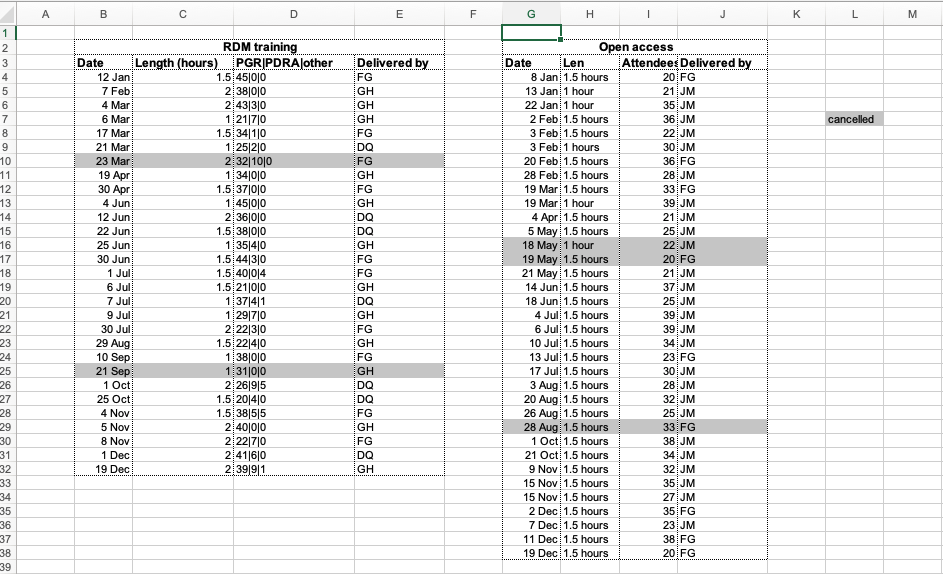 A B C D E F G H I J K L M
1
2 RDM training Open access
3 Date Length (hours) PGR|PDRA|other Delivered by Date Len Attendees Delivered by
4 12 Jan 1.5 45|0|0 FG 8 Jan 1.5 hours 20 FG
5 7 Feb 2 38|0|0 GH 13 Jan 1 hour 21 JM
6 4 Mar 2 43|3|0 GH 22 Jan 1 hour 35 JM
7 6 Mar 1 21|7|0 GH 2 Feb 1.5 hours 36 JM cancelled
8 17 Mar 1.5 34|1|0 FG 3 Feb 1.5 hours 22 JM
9 21 Mar 1 25|2|0 DQ 3 Feb 1 hours 30 JM
10 23 Mar 2 32|10|0 FG 20 Feb 1.5 hours 36 FG
11 19 Apr 1 34|0|0 GH 28 Feb 1.5 hours 28 JM
12 30 Apr 1.5 37|0|0 FG 19 Mar 1.5 hours 33 FG
13 4 Jun 1 45|0|0 GH 19 Mar 1 hour 39 JM
14 12 Jun 2 36|0|0 DQ 4 Apr 1.5 hours 21 JM
15 22 Jun 1.5 38|0|0 DQ 5 May 1.5 hours 25 JM
16 25 Jun 1 35|4|0 GH 18 May 1 hour 22 JM
17 30 Jun 1.5 44|3|0 FG 19 May 1.5 hours 20 FG
18 1 Jul 1.5 40|0|4 FG 21 May 1.5 hours 21 JM
19 6 Jul 1.5 21|0|0 GH 14 Jun 1.5 hours 37 JM
20 7 Jul 1 37|4|1 DQ 18 Jun 1.5 hours 25 JM
21 9 Jul 1 29|7|0 GH 4 Jul 1.5 hours 39 JM
22 30 Jul 2 22|3|0 FG 6 Jul 1.5 hours 39 JM
23 29 Aug 1.5 22|4|0 GH 10 Jul 1.5 hours 34 JM
24 10 Sep 1 38|0|0 FG 13 Jul 1.5 hours 23 FG
25 21 Sep 1 31|0|0 GH 17 Jul 1.5 hours 30 JM
26 1 Oct 2 26|9|5 DQ 3 Aug 1.5 hours 28 JM
27 25 Oct 1.5 20|4|0 DQ 20 Aug 1.5 hours 32 JM
28 4 Nov 1.5 38|5|5 FG 26 Aug 1.5 hours 25 JM
29 5 Nov 2 40|0|0 GH 28 Aug 1.5 hours 33 FG
30 8 Nov 2 22|7|0 FG 1 Oct 1.5 hours 38 JM
31 1 Dec 2 41|6|0 DQ 21 Oct 1.5 hours 34 JM
32 19 Dec 2 39|9|1 GH 9 Nov 1.5 hours 32 JM
33 15 Nov 1.5 hours 35 JM
34 15 Nov 1.5 hours 27 JM
35 2 Dec 1.5 hours 35 FG
36 7 Dec 1.5 hours 23 JM
37 11 Dec 1.5 hours 38 FG
38 19 Dec 1.5 hours 20 FG
39